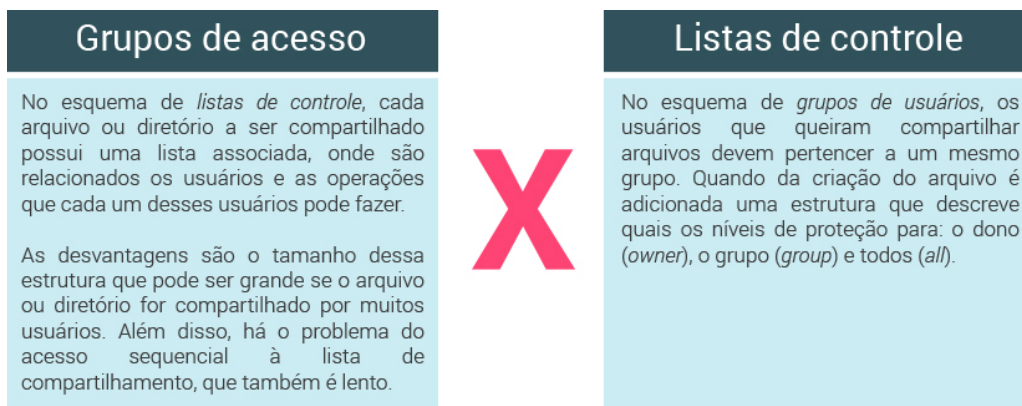 Grupos de acesso
No esquema de listas de controle, cada
arquivo ou diretório a ser compartilhado
possui uma lista associada, onde são
relacionados os usuários e as operações
que cada um desses usuários pode fazer.
As desvantagens são o tamanho dessa
estrutura que pode ser grande se o arquivo
ou diretório for compartilhado por muitos
usuários. Além disso, há o problema do
acesso sequencial à lista de
compartilhamento, que também é lento.
X
Listas de controle
No esquema de grupos de usuários, os
usuários que queiram compartilhar
arquivos devem pertencer a um mesmo
grupo. Quando da criação do arquivo é
adicionada uma estrutura que descreve
quais os níveis de proteção para: o dono
(owner), o grupo (group) e todos (all).